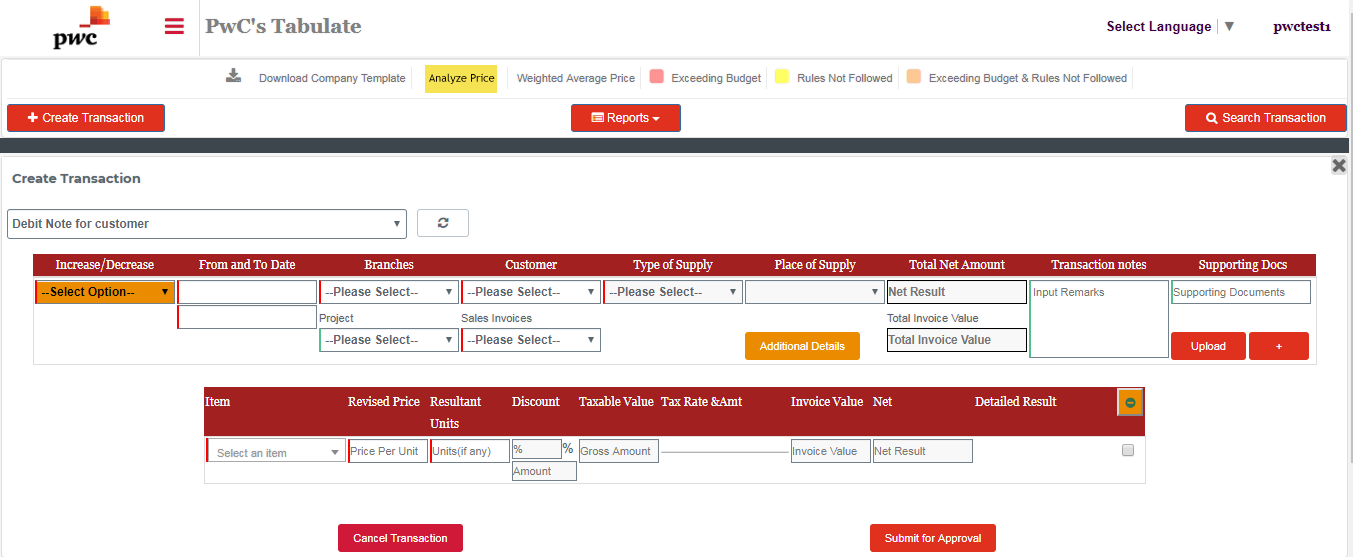 pwc
PwC's Tabulate
Select Language ▼
pwctest1
Download Company Template
Analyze Price
Weighted Average Price
Exceeding Budget
Rules Not Followed
Exceeding Budget & Rules Not Followed
+ Create Transaction
Reports
Search Transaction
Create Transaction
Debit Note for customer
Increase/Decrease From and To Date Branches Customer Type of Supply Place of Supply Total Net Amount Transaction notes Supporting Docs
--Select Option-- --Please Select-- --Please Select-- --Please Select-- Net Result Input Remarks Supporting Documents
Project Sales Invoices Total Invoice Value
--Please Select-- --Please Select-- Additional Details Total Invoice Value Upload +
Item Revised Price Resultant Discount Taxable Value Tax Rate &Amt Invoice Value Net Detailed Result
Units
Select an item Price Per Unit Units(if any) % % Gross Amount Invoice Value Net Result
Amount
Cancel Transaction
Submit for Approval